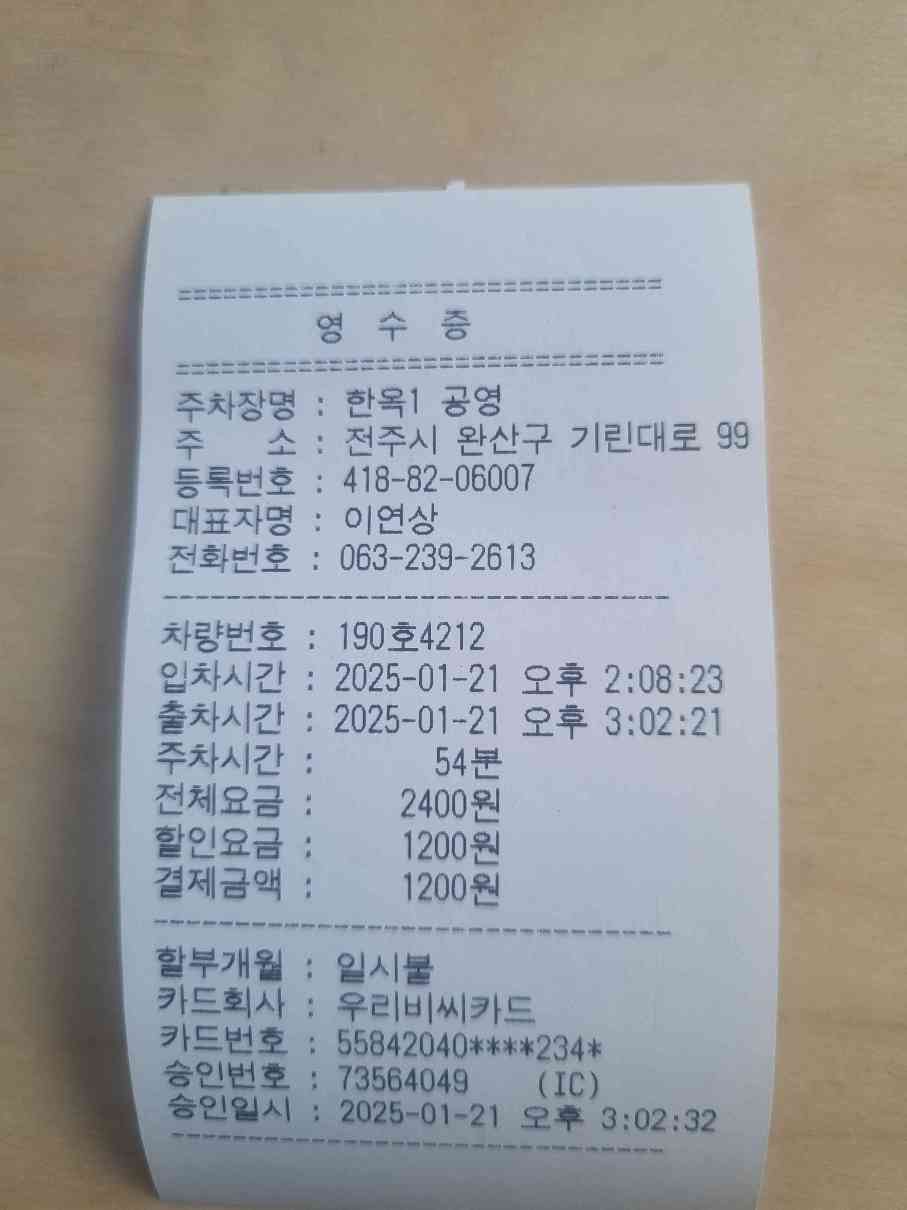 ===============================
영 수 증
===============================
주차장명 : 한옥1 공영
주 소 : 전주시 완산구 기린대로 99
등록번호 : 418-82-06007
대표자명 : 이연상
전화번호 : 063-239-2613
--------------------------------
차량번호 : 190호4212
입차시간 : 2025-01-21 오후 2:08:23
출차시간 : 2025-01-21 오후 3:02:21
주차시간 : 54분
전체요금 : 2400원
할인요금 : 1200원
결제금액 : 1200원
--------------------------------
할부개월 : 일시불
카드회사 : 우리비씨카드
카드번호 : 55842040****234*
승인번호 : 73564049 (IC)
승인일시 : 2025-01-21 오후 3:02:32
--------------------------------